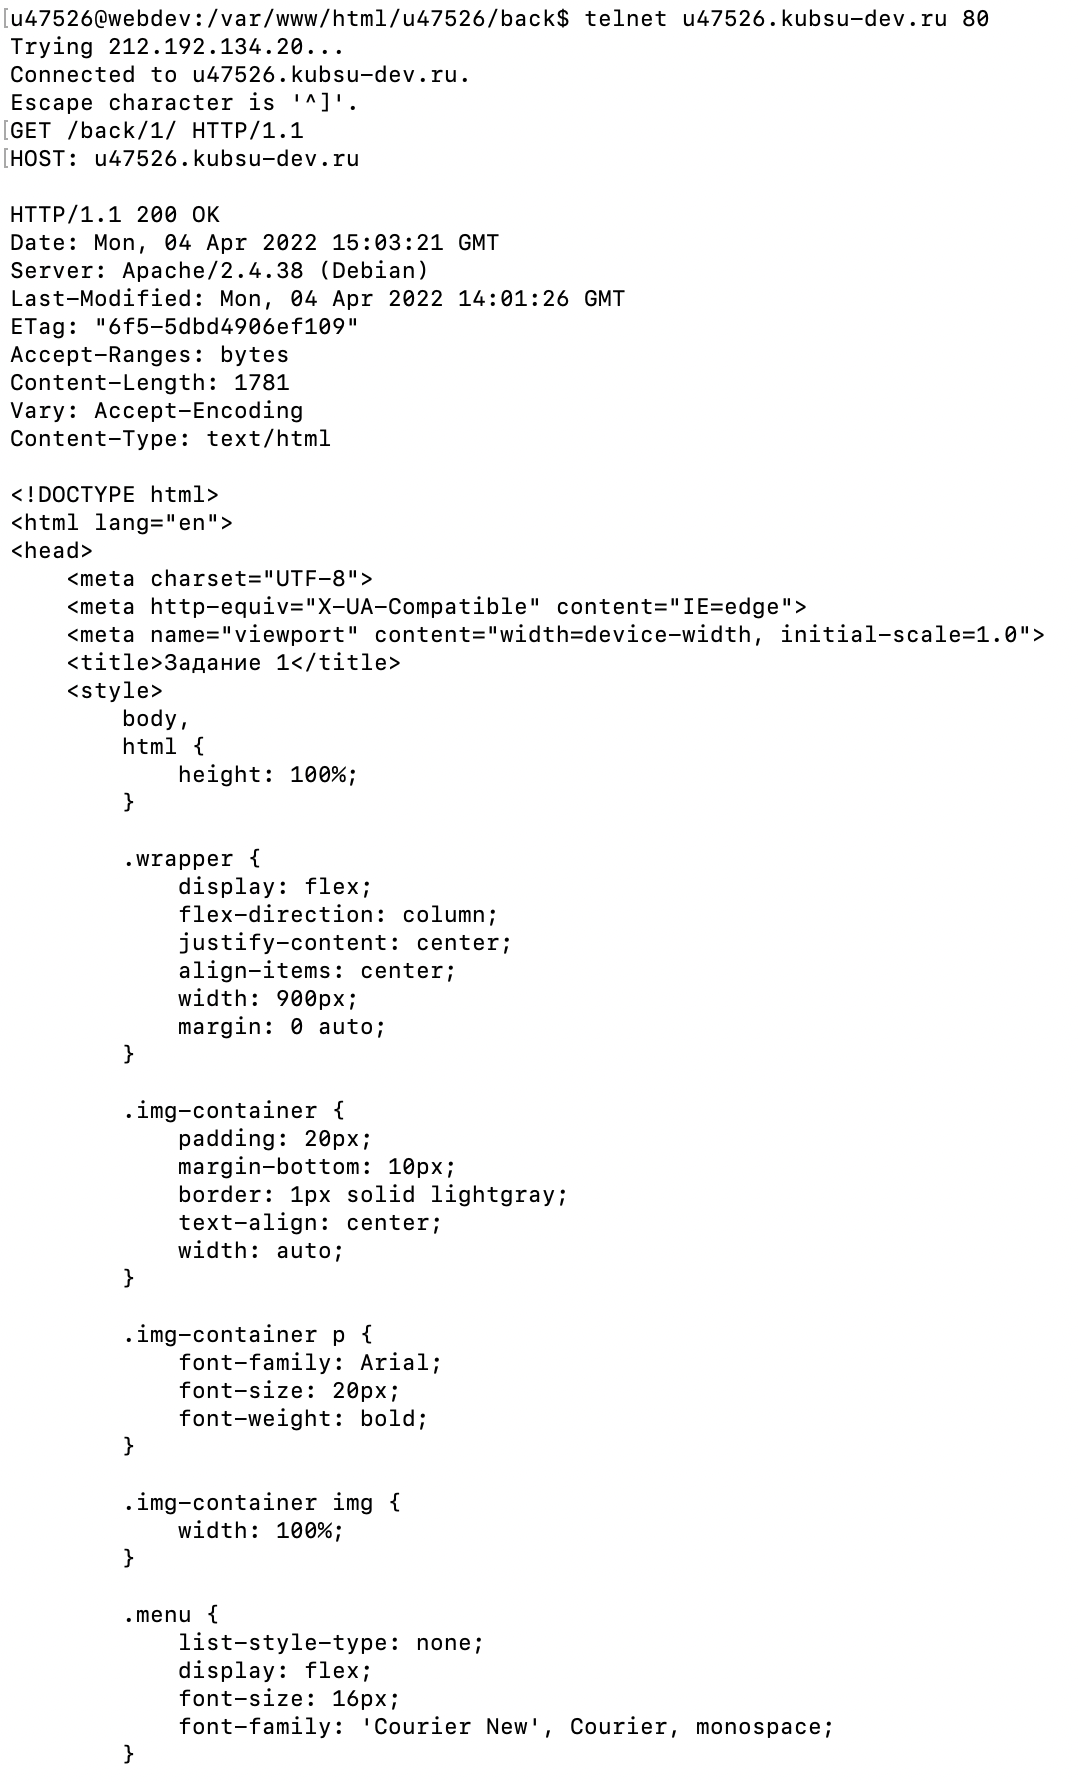 [u47526@webdev:/var/www/html/u47526/back$ telnet u47526.kubsu-dev.ru 80
Trying 212.192.134.20...
Connected to u47526.kubsu-dev.ru.
Escape character is '^]'.
[GET /back/1/ HTTP/1.1
[HOST: u47526.kubsu-dev.ru

HTTP/1.1 200 OK
Date: Mon, 04 Apr 2022 15:03:21 GMT
Server: Apache/2.4.38 (Debian)
Last-Modified: Mon, 04 Apr 2022 14:01:26 GMT
ETag: "6f5-5dbd4906ef109"
Accept-Ranges: bytes
Content-Length: 1781
Vary: Accept-Encoding
Content-Type: text/html

<!DOCTYPE html>
<html lang="en">
<head>
    <meta charset="UTF-8">
    <meta http-equiv="X-UA-Compatible" content="IE=edge">
    <meta name="viewport" content="width=device-width, initial-scale=1.0">
    <title>Задание 1</title>
    <style>
        body,
        html {
            height: 100%;
        }

        .wrapper {
            display: flex;
            flex-direction: column;
            justify-content: center;
            align-items: center;
            width: 900px;
            margin: 0 auto;
        }

        .img-container {
            padding: 20px;
            margin-bottom: 10px;
            border: 1px solid lightgray;
            text-align: center;
            width: auto;
        }

        .img-container p {
            font-family: Arial;
            font-size: 20px;
            font-weight: bold;
        }

        .img-container img {
            width: 100%;
        }

        .menu {
            list-style-type: none;
            display: flex;
            font-size: 16px;
            font-family: 'Courier New', Courier, monospace;
        }